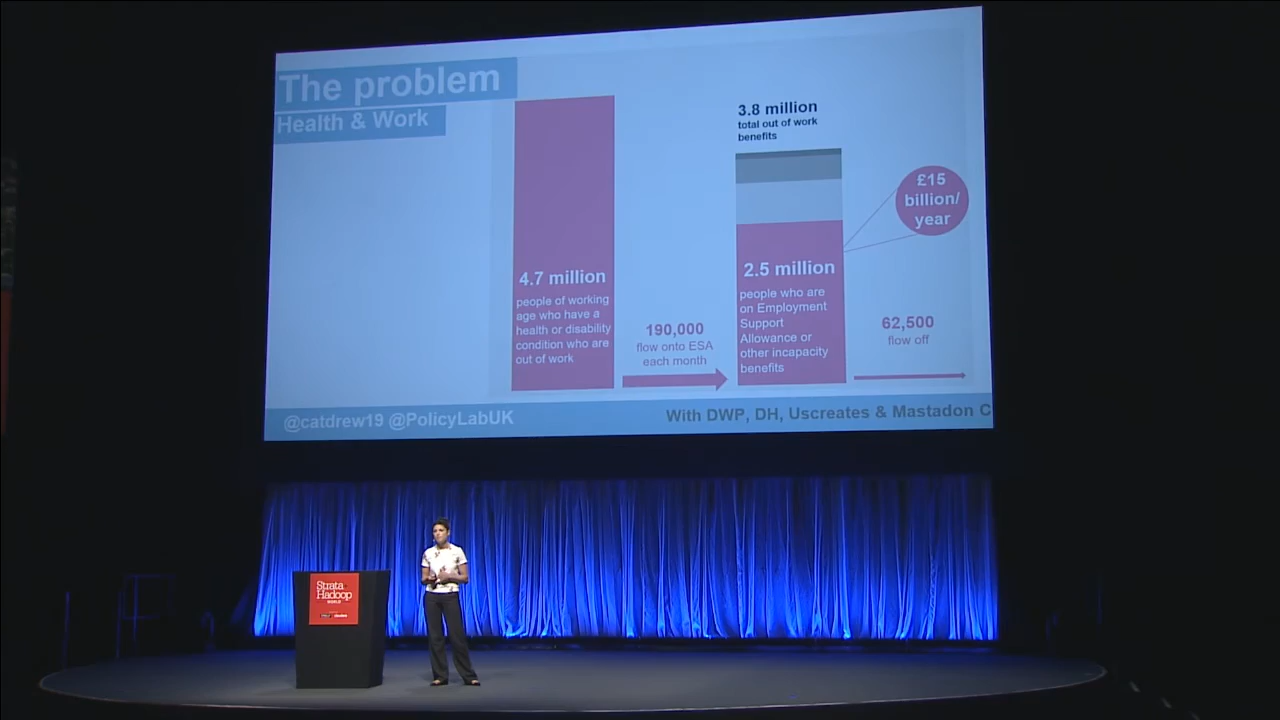 The problem
Health & Work
4.7 million
people of working
age who have a
health or disability
condition who are
out of work
190,000
flow onto ESA
each month
3.8 million
total out of work
benefits
2.5 million
people who are
on Employment
Support
Allowance or
other incapacity
benefits
£15
billion/
year
62,500
flow off
@catdrew19 @PolicyLabUK
With DWP, DH, Uscreates & Mastadon C
Strata
Hadoop
WORLD